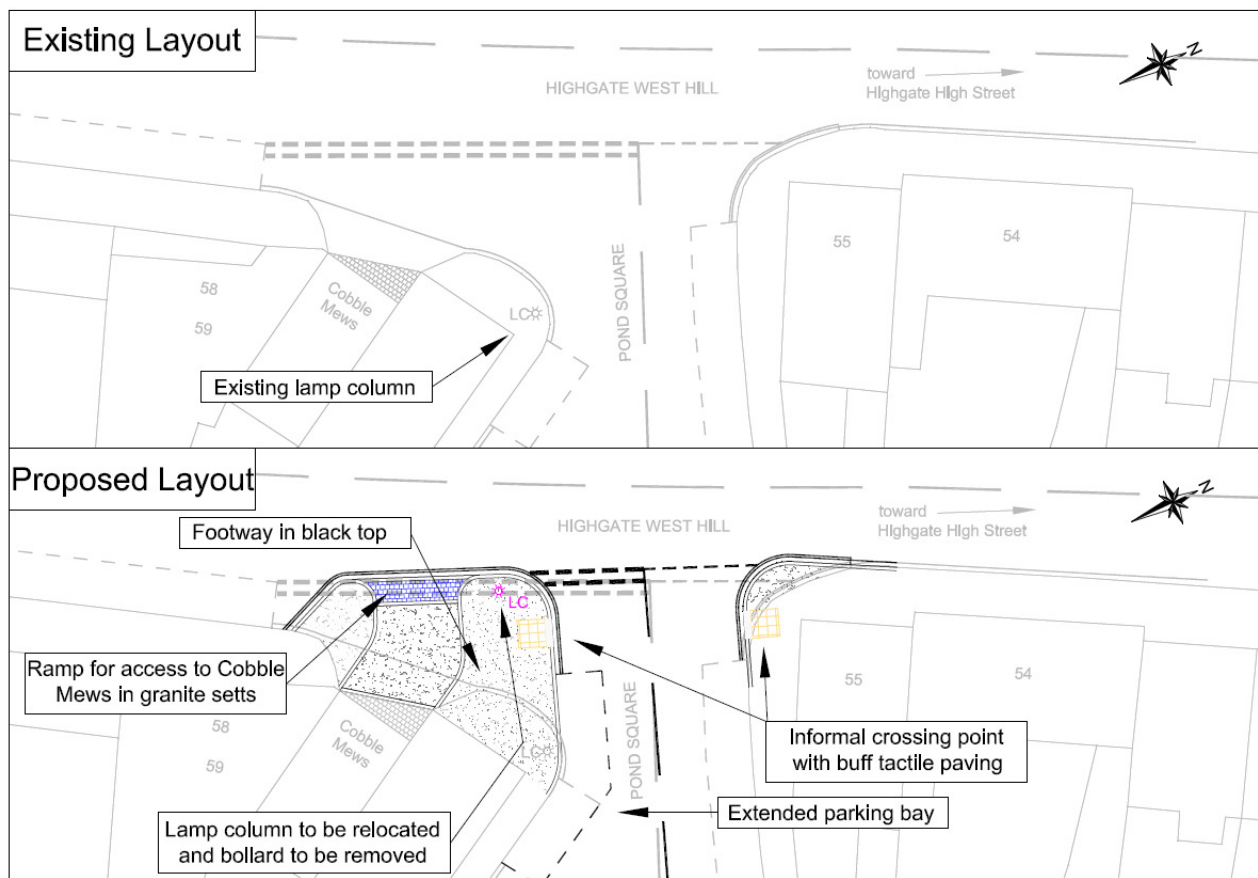 Existing Layout
HIGHGATE WEST HILL
toward
Highgate High Street
N
58
59
Cobble
Mews
LC
POND SQUARE
55
54
Existing lamp column
Proposed Layout
Footway in black top
HIGHGATE WEST HILL
toward
Highgate High Street
N
LC
Ramp for access to Cobble
Mews in granite setts
58
59
Cobble
Mews
LC
POND SQUARE
55
54
Informal crossing point
with buff tactile paving
Extended parking bay
Lamp column to be relocated
and bollard to be removed